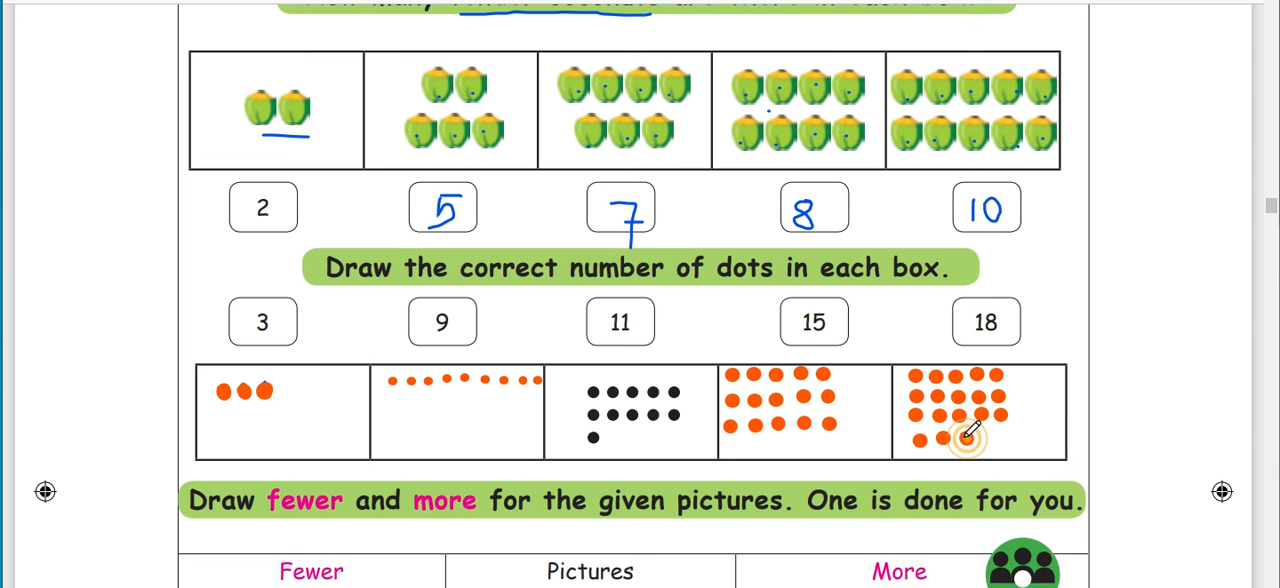 2 5 7 8 10
Draw the correct number of dots in each box.
3 9 11 15 18
Draw fewer and more for the given pictures. One is done for you.
Fewer Pictures More